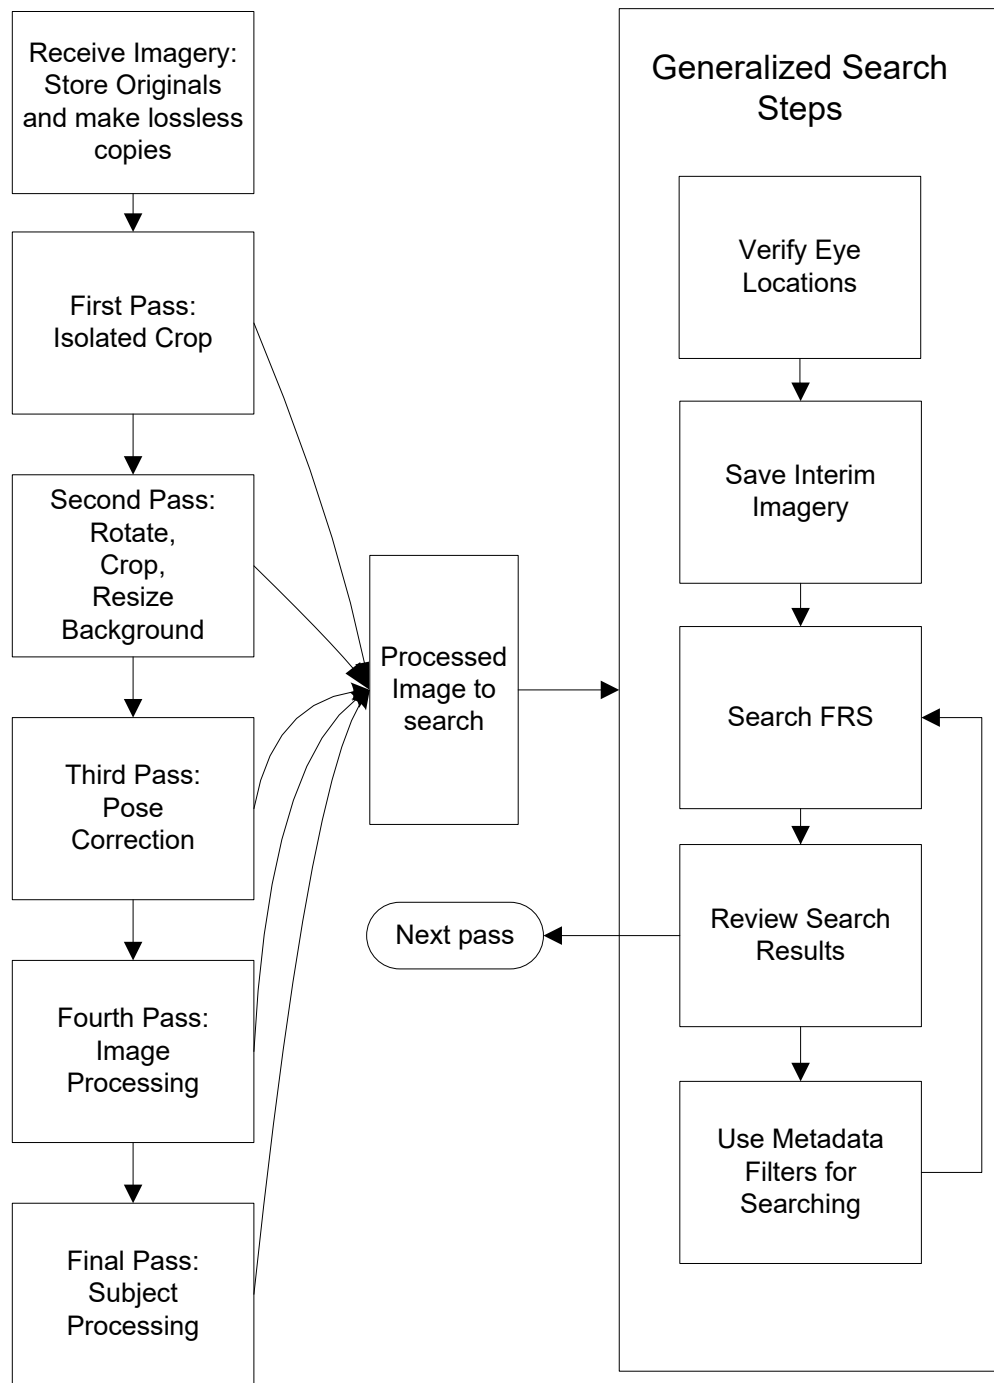 Receive Imagery:
Store Originals
and make lossless
copies
First Pass:
Isolated Crop
Second Pass:
Rotate,
Crop,
Resize
Background
Third Pass:
Pose
Correction
Fourth Pass:
Image
Processing
Final Pass:
Subject
Processing
Processed
Image to
search
Next pass
Generalized Search
Steps
Verify Eye
Locations
Save Interim
Imagery
Search FRS
Review Search
Results
Use Metadata
Filters for
Searching